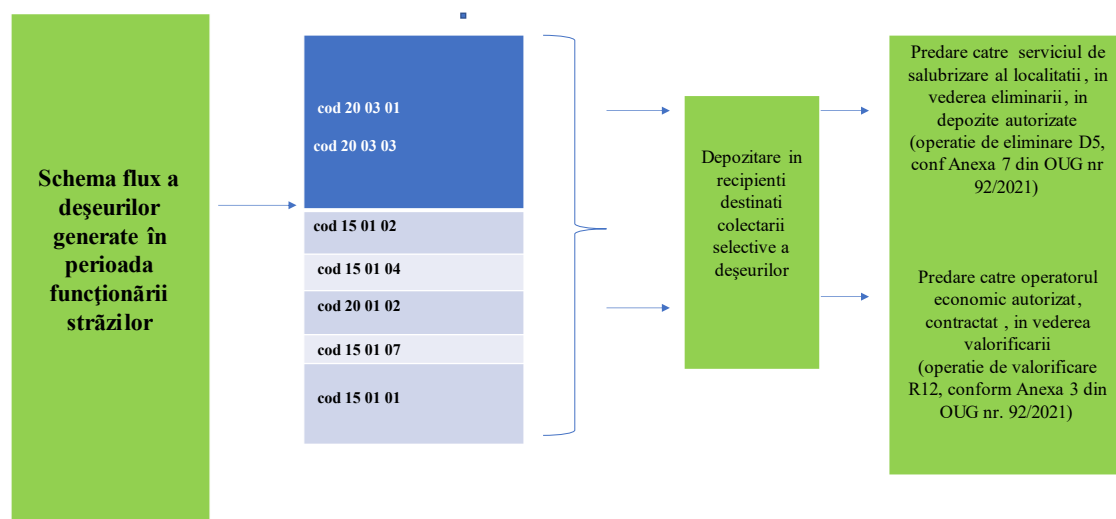 Schema flux a
deşeurilor
generate în
perioada
funcţionãrii
strãzilor
cod 20 03 01
cod 20 03 03
cod 15 01 02
cod 15 01 04
cod 20 01 02
cod 15 01 07
cod 15 01 01
Depozitare in
recipienti
destinati
colectarii
selective a
deşeurilor
Predare catre serviciul de
salubrizare al localitatii, in
vederea eliminarii, in
depozite autorizate
(operatie de eliminare D5,
conf Anexa 7 din OUG nr
92/2021)
Predare catre operatorul
economic autorizat,
contractat , in vederea
valorificarii
(operatie de valorificare
R12, conform Anexa 3 din
OUG nr. 92/2021)